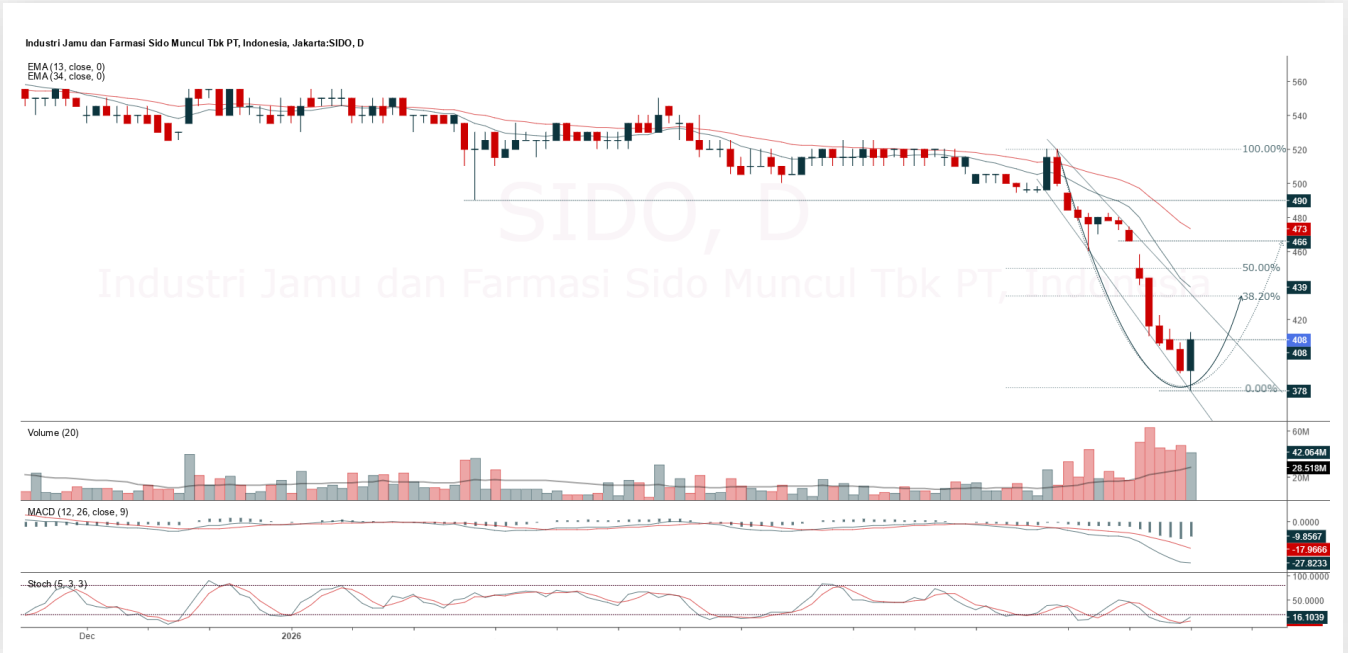 Industri Jamu dan Farmasi Sido Muncul Tbk PT, Indonesia, Jakarta:SIDO, D
EMA (13, close, 0)
EMA (34, close, 0)
SIDO, D
Industri Jamu dan Farmasi Sido Muncul Tbk PT, Indonesia
560
540
100.00%
520
500
490
480
473
466
460
50.00%
439
38.20%
420
408
408
0.00%
378
Volume (20)
60M
42.064M
28.518M
20M
MACD (12, 26, close, 9)
0.0000
-9.8567
-17.9666
-27.8233
Stoch (5, 3, 3)
100.0000
50.0000
16.1039
Dec
2026